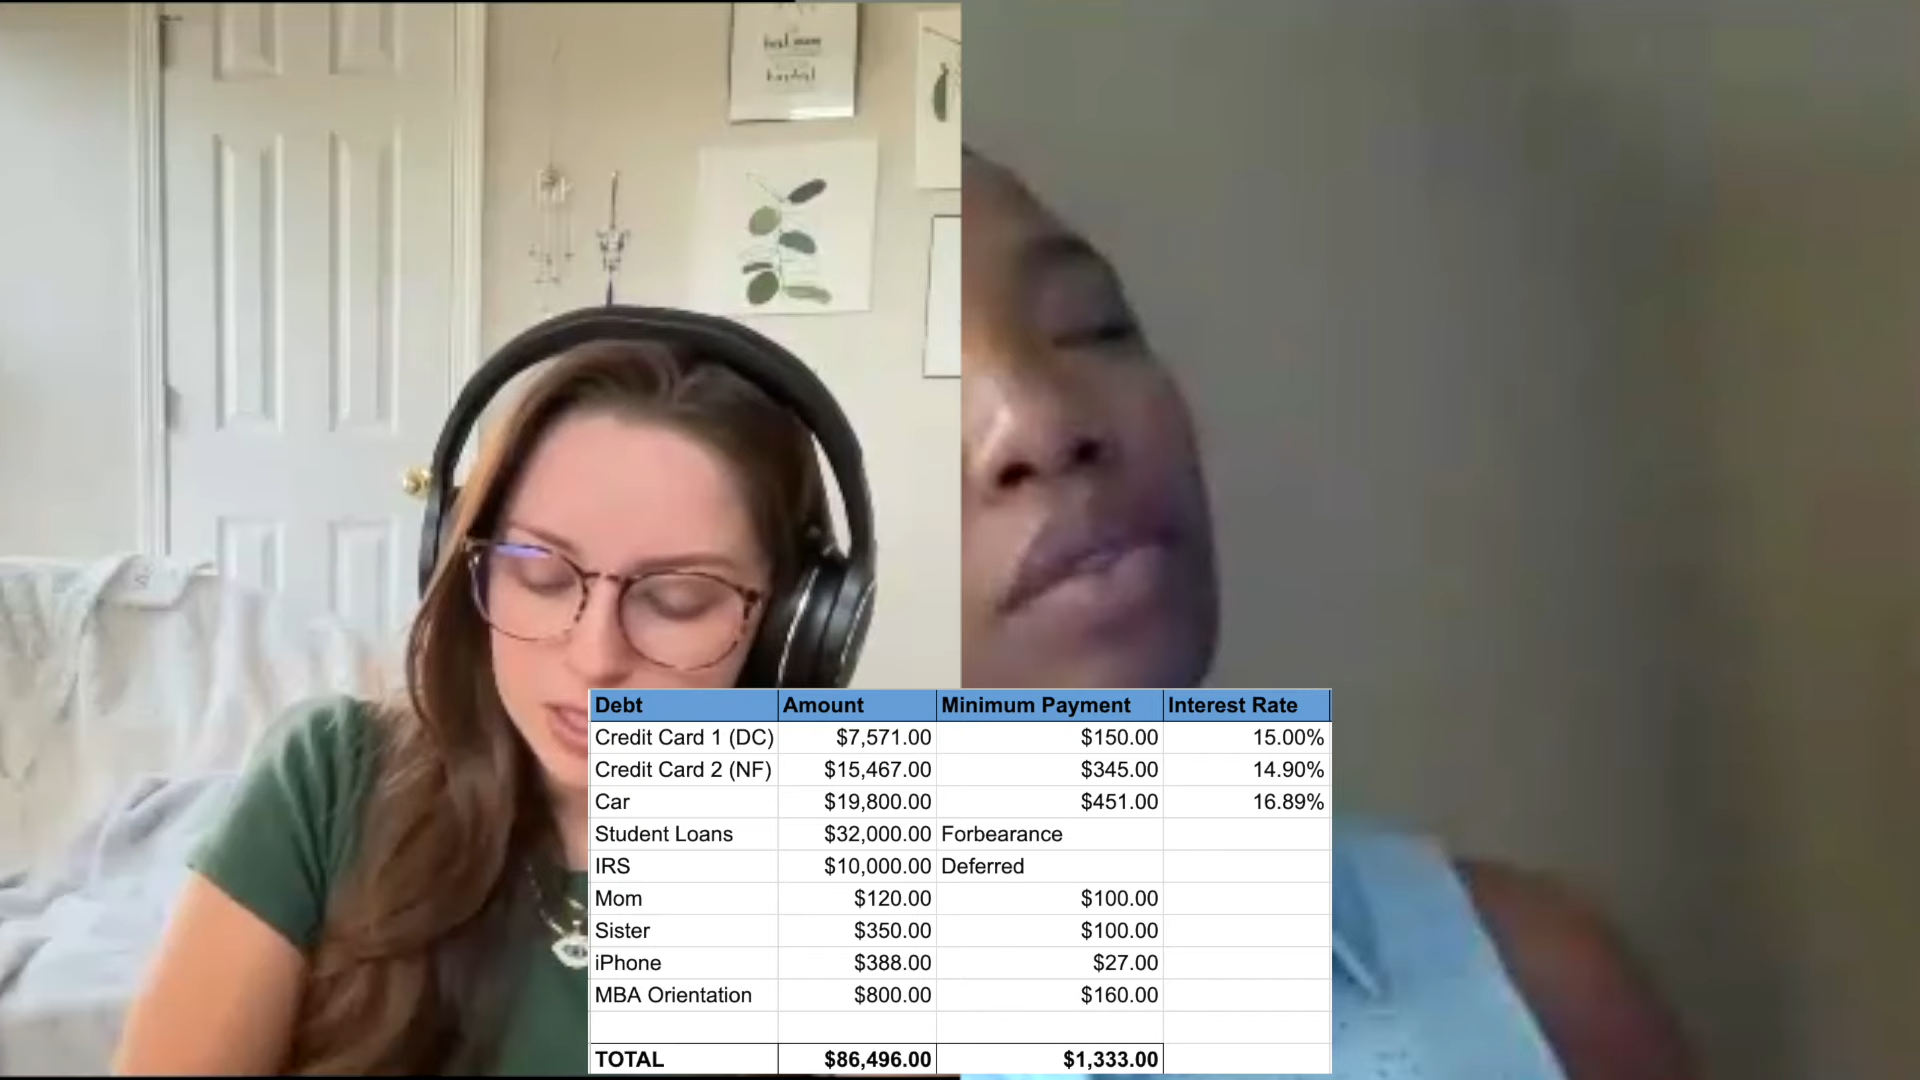 Debt Amount Minimum Payment Interest Rate
Credit Card 1 (DC) $7,571.00 $150.00 15.00%
Credit Card 2 (NF) $15,467.00 $345.00 14.90%
Car $19,800.00 $451.00 16.89%
Student Loans $32,000.00 Forbearance
IRS $10,000.00 Deferred
Mom $120.00 $100.00
Sister $350.00 $100.00
iPhone $388.00 $27.00
MBA Orientation $800.00 $160.00
TOTAL $86,496.00 $1,333.00